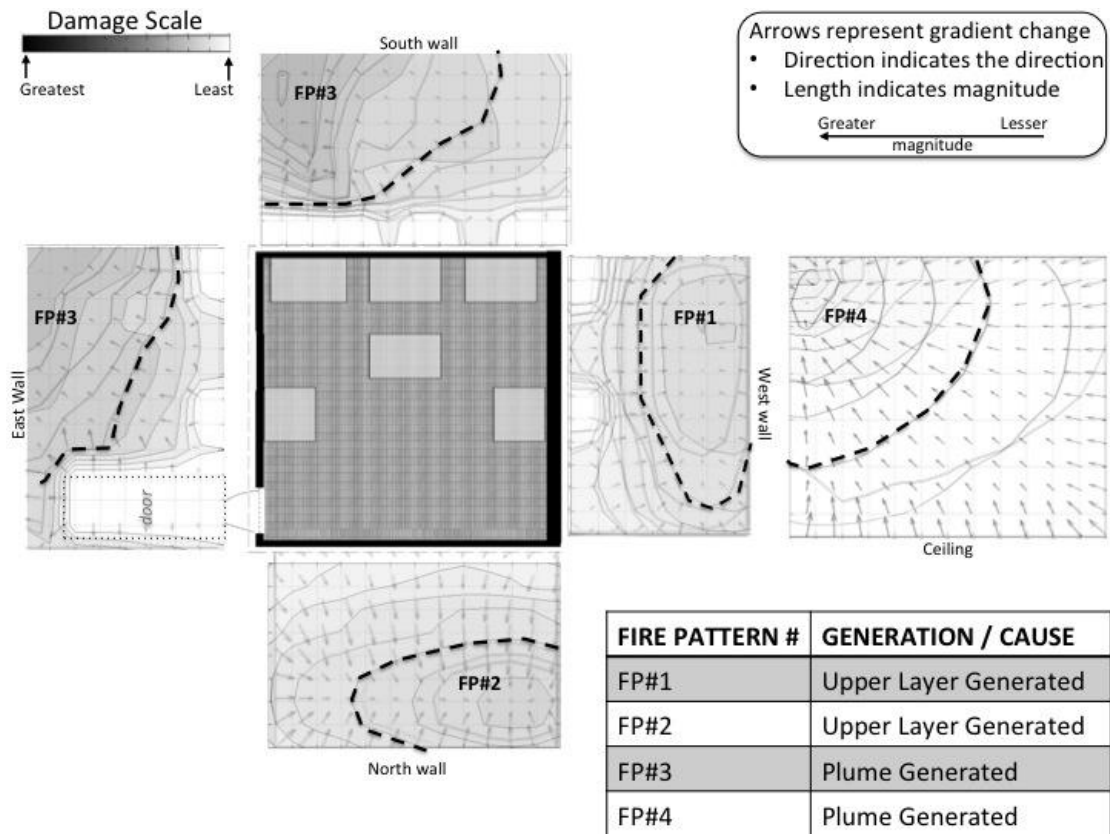 Damage Scale
Greatest
Least
South wall
FP#3
Arrows represent gradient change
• Direction indicates the direction
• Length indicates magnitude
Greater
Lesser
magnitude
East Wall
FP#3
door
FP#1
West wall
FP#4
Ceiling
FP#2
North wall
FIRE PATTERN # GENERATION / CAUSE
FP#1 Upper Layer Generated
FP#2 Upper Layer Generated
FP#3 Plume Generated
FP#4 Plume Generated